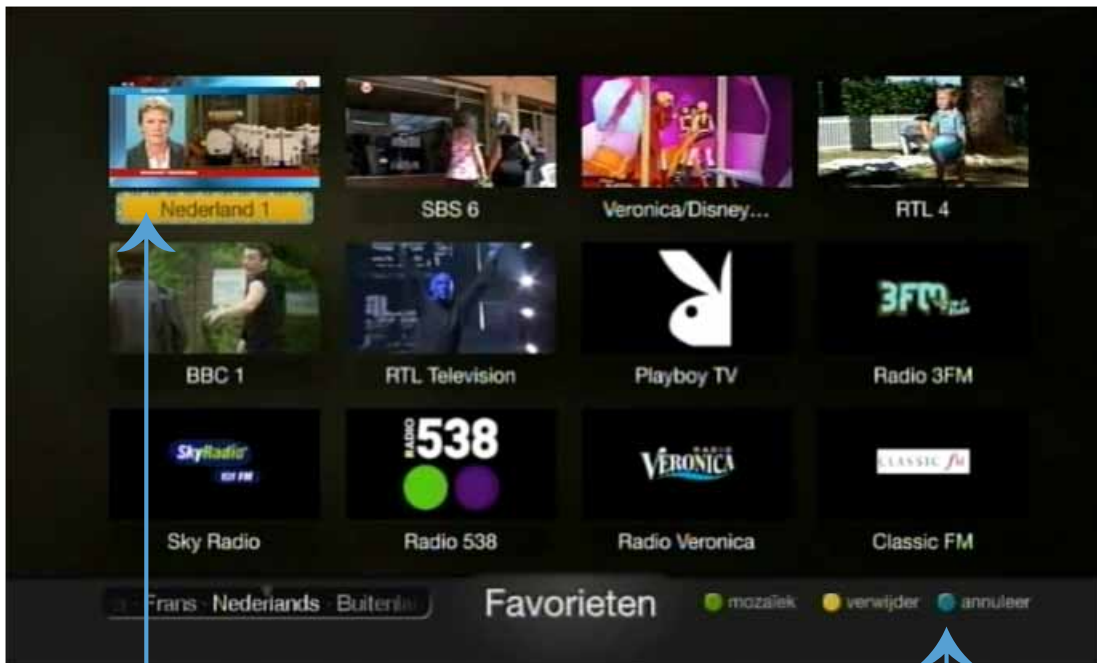 Nederland 1
SBS 6
Veronica/Disney...
RTL 4
3FM
BBC 1
RTL Television
Playboy TV
Radio 3FM
SkyRadio
101 FM
RADIO
538
RADIO
VERONICA
CLASSIC fm
Sky Radio
Radio 538
Radio Veronica
Classic FM
Frans · Nederlands · Buitenla
Favorieten
mozaïek
verwijder
annuleer